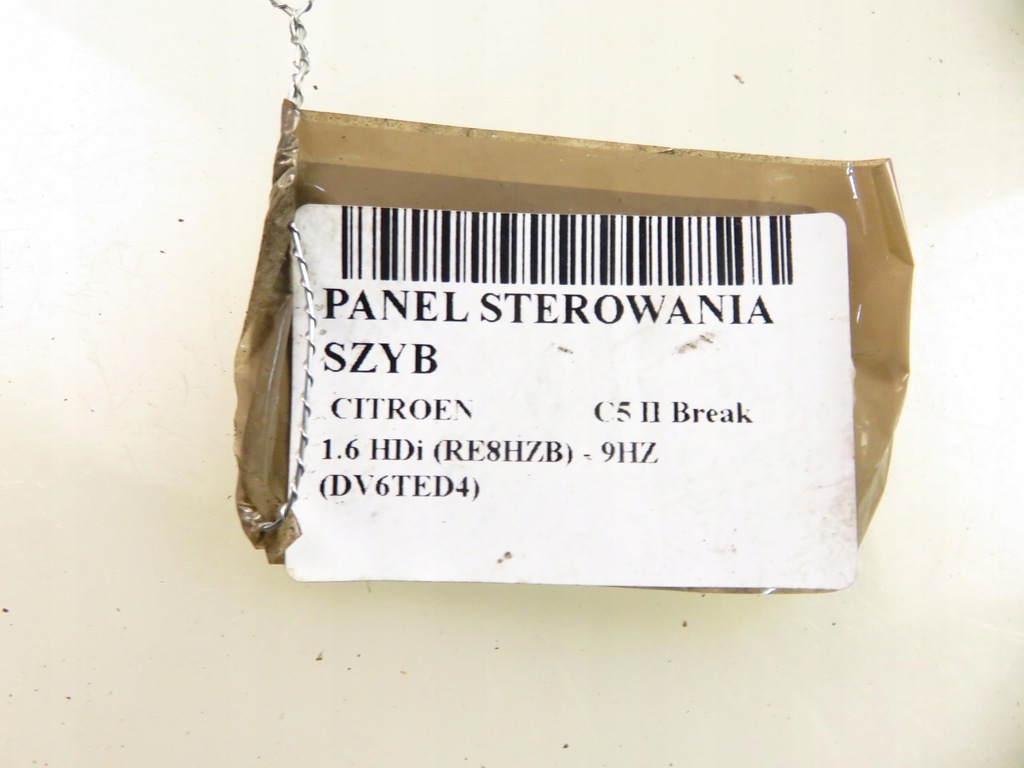 PANEL STEROWANIA
SZYB
CITROEN C5 II Break
1.6 HDi (RE8HZB) - 9HZ
(DV6TED4)